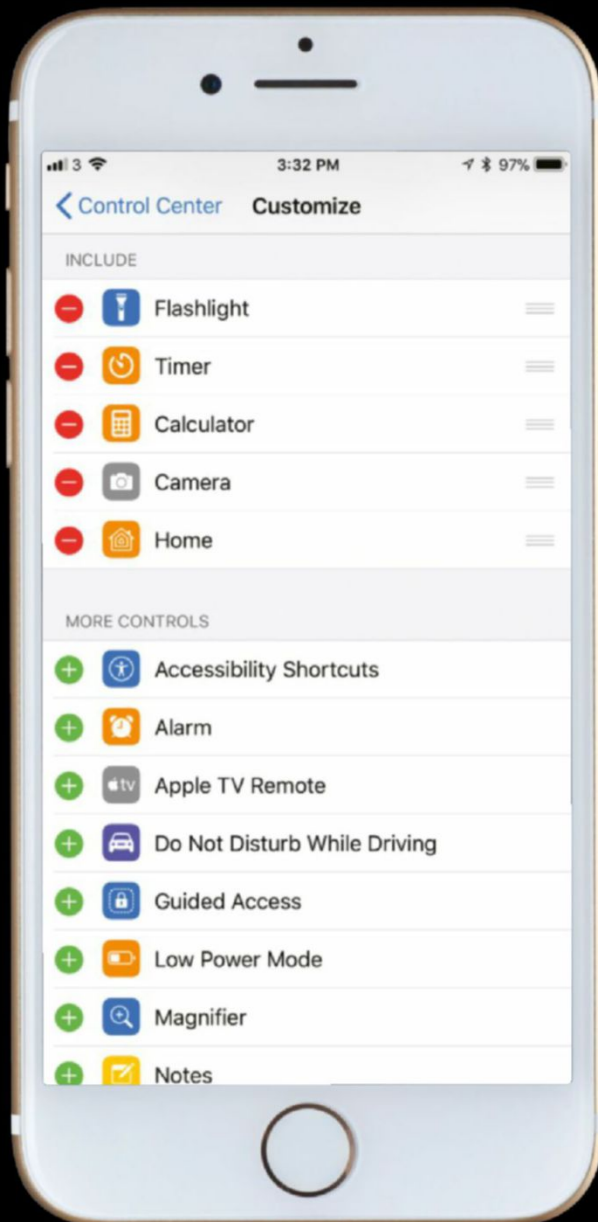 3 3:32 PM 97%
Control Center Customize
INCLUDE
Flashlight
Timer
Calculator
Camera
Home
MORE CONTROLS
Accessibility Shortcuts
Alarm
tv Apple TV Remote
Do Not Disturb While Driving
Guided Access
Low Power Mode
Magnifier
Notes